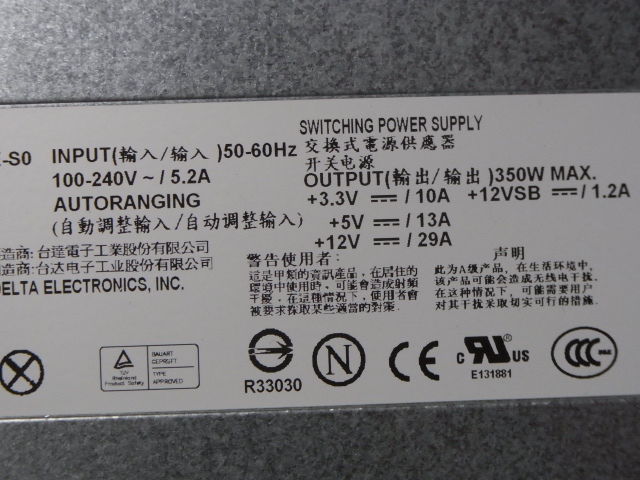 SWITCHING POWER SUPPLY
-S0 INPUT(輸入/输入 )50-60Hz 交換式電源供應器
开关电源
100-240V ~ / 5.2A OUTPUT(輸出/输出 )350W MAX.
AUTORANGING +3.3V / 10A +12VSB / 1.2A
(自動調整輸入/自动调整输入) +5V / 13A
+12V / 29A
造商: 台達電子工業股份有限公司
造商: 台达电子工业股份有限公司
DELTA ELECTRONICS, INC.
警告使用者:
這是甲類的資訊產品，在居住的
環境中使用時，可能會造成射頻
干擾，在這種情況下，使用者會
被要求採取某些適當的對策.
声明
此为A级产品，在生活环境中，
该产品可能会造成无线电干扰，
在这种情况下，可能需要用户
对其干扰采取切实可行的措施.
TÜV
Rheinland
Product Safety
BAUART
GEPRÜFT
TYPE
APPROVED
R33030
N
CE
c RU US
E131881
CCC